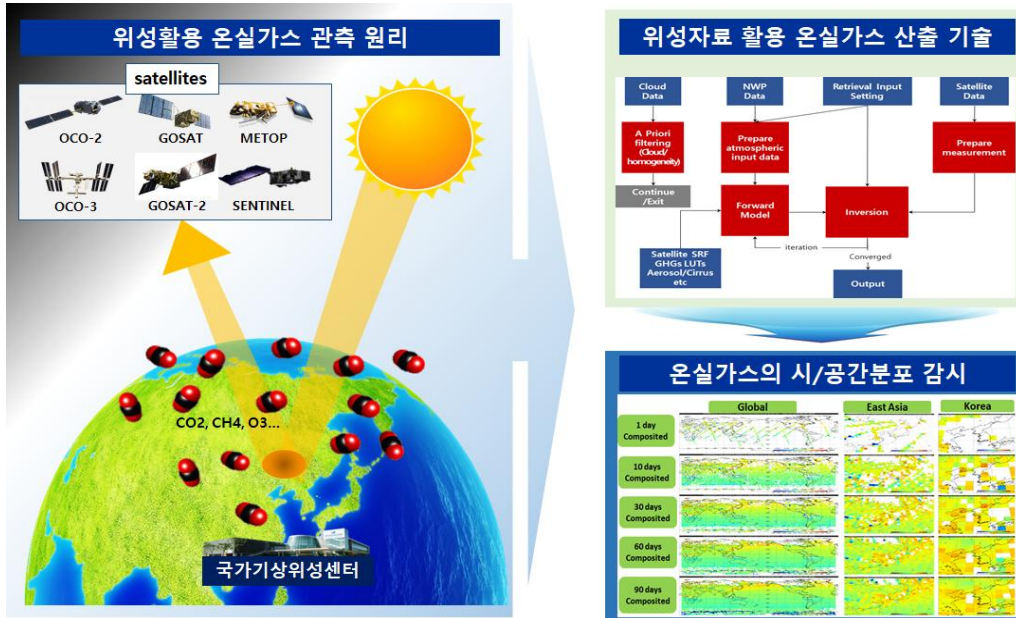 위성활용 온실가스 관측 원리
satellites
OCO-2
GOSAT
METOP
OCO-3
GOSAT-2
SENTINEL
CO2, CH4, O3...
국가기상위성센터
위성자료 활용 온실가스 산출 기술
Cloud
Data
NWP
Data
Retrieval Input
Setting
Satellite
Data
A Priori
filtering
(Cloud/
homogeneity)
Prepare
atmospheric
input data
Prepare
measurement
Continue
/Exit
Forward
Model
Inversion
iteration
Satellite SRF
GHGs LUTs
Aerosol/Cirrus
etc
Converged
Output
온실가스의 시/공간분포 감시
Global
East Asia
Korea
1 day
Composited
10 days
Composited
30 days
Composited
60 days
Composited
90 days
Composited